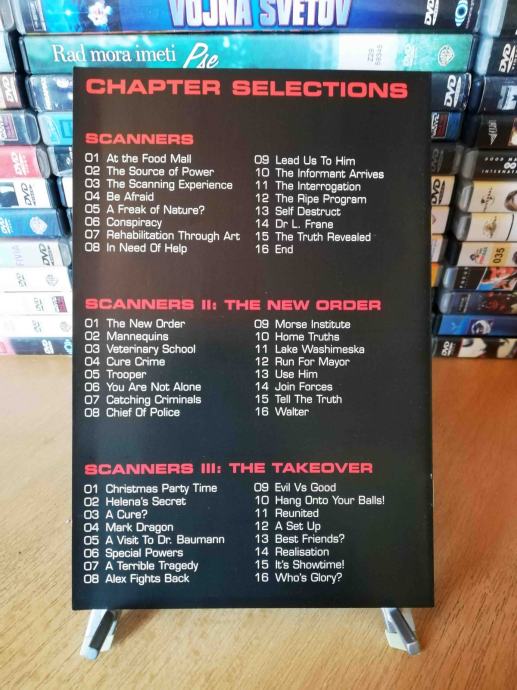 VOJNA SVETOV
Rad mora imeti Pse
CHAPTER SELECTIONS
SCANNERS
01 At the Food Mall
02 The Source of Power
03 The Scanning Experience
04 Be Afraid
05 A Freak of Nature?
06 Conspiracy
07 Rehabilitation Through Art
08 In Need Of Help
09 Lead Us To Him
10 The Informant Arrives
11 The Interrogation
12 The Ripe Program
13 Self Destruct
14 Dr L. Frane
15 The Truth Revealed
16 End
SCANNERS II: THE NEW ORDER
01 The New Order
02 Mannequins
03 Veterinary School
04 Cure Crime
05 Trooper
06 You Are Not Alone
07 Catching Criminals
08 Chief Of Police
09 Morse Institute
10 Home Truths
11 Lake Washimeska
12 Run For Mayor
13 Use Him
14 Join Forces
15 Tell The Truth
16 Walter
SCANNERS III: THE TAKEOVER
01 Christmas Party Time
02 Helena's Secret
03 A Cure?
04 Mark Dragon
05 A Visit To Dr. Baumann
06 Special Powers
07 A Terrible Tragedy
08 Alex Fights Back
09 Evil Vs Good
10 Hang Onto Your Balls!
11 Reunited
12 A Set Up
13 Best Friends?
14 Realisation
15 It's Showtime!
16 Who's Glory?
DVD
DVD
DVD
DVD
035